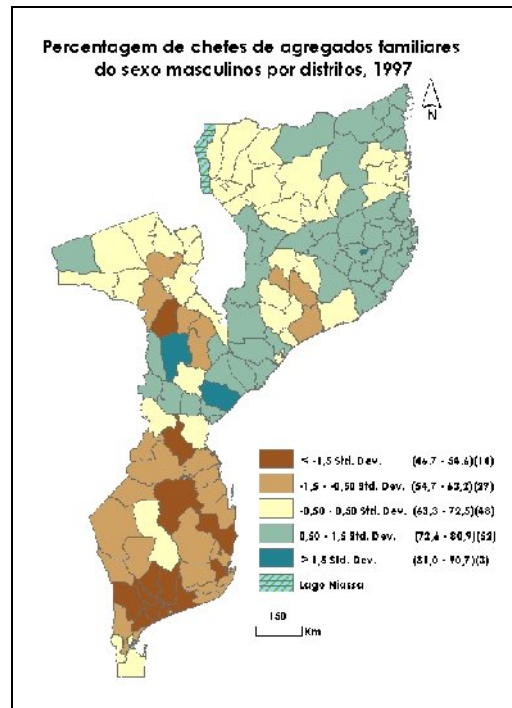 Percentagem de chefes de agregados familiares
do sexo masculinos por distritos, 1997
N
< -1,5 Std. Dev. (46,7 - 54,6)(18)
-1,5 - -0,50 Std. Dev. (54,7 - 63,2)(27)
-0,50 - 0,50 Std. Dev. (63,3 - 72,5)(48)
0,50 - 1,5 Std. Dev. (72,6 - 80,9)(52)
> 1,5 Std. Dev. (81,0 - 90,7)(3)
Lago Niassa
150
Km